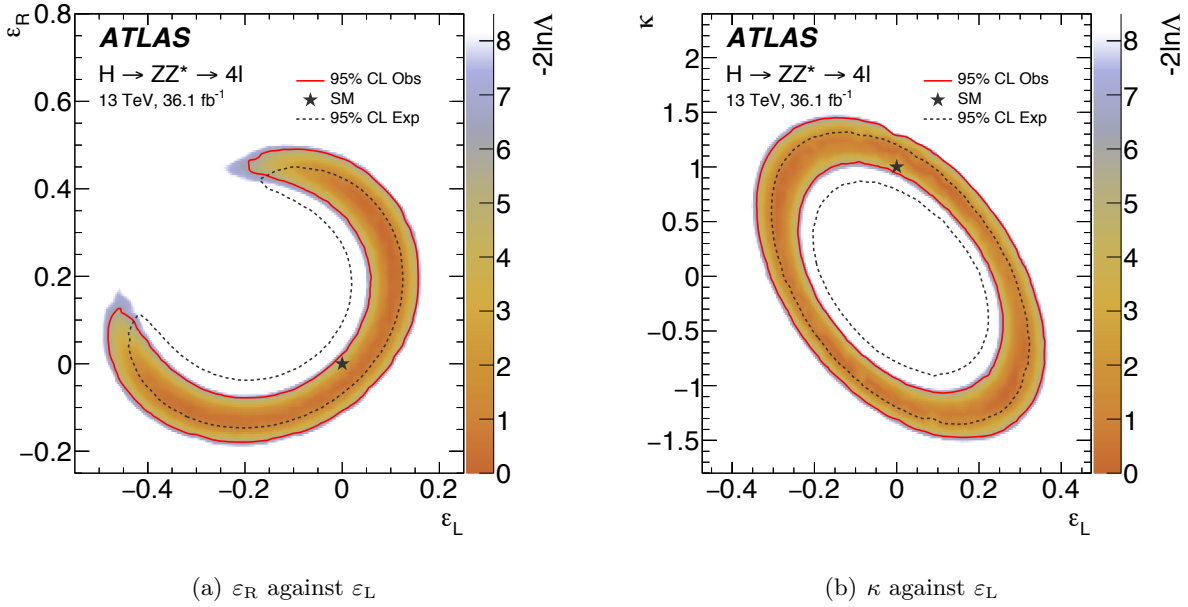 ε_R
0.8
0.6
0.4
0.2
0
−0.2
ATLAS
H → ZZ* → 4l
13 TeV, 36.1 fb⁻¹
95% CL Obs
SM
95% CL Exp
−0.4 −0.2 0 0.2
ε_L
-2lnΛ
8
7
6
5
4
3
2
1
0
(a) ε_R against ε_L
κ
2
1.5
1
0.5
0
−0.5
−1
−1.5
ATLAS
H → ZZ* → 4l
13 TeV, 36.1 fb⁻¹
95% CL Obs
SM
95% CL Exp
−0.4 −0.2 0 0.2 0.4
ε_L
-2lnΛ
8
7
6
5
4
3
2
1
0
(b) κ against ε_L